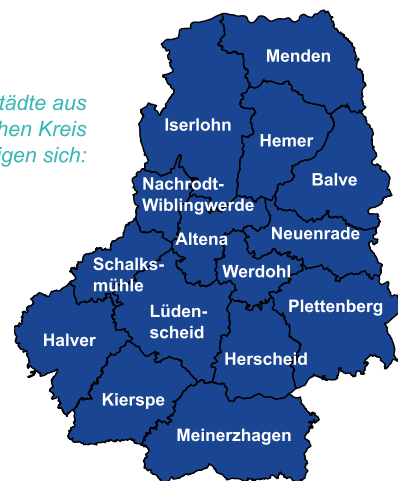 tädte aus
hen Kreis
igen sich:
Menden
Iserlohn
Hemer
Balve
Nachrodt-
Wiblingwerde
Altena
Neuenrade
Schalks-
mühle
Werdohl
Plettenberg
Lüden-
scheid
Halver
Herscheid
Kierspe
Meinerzhagen